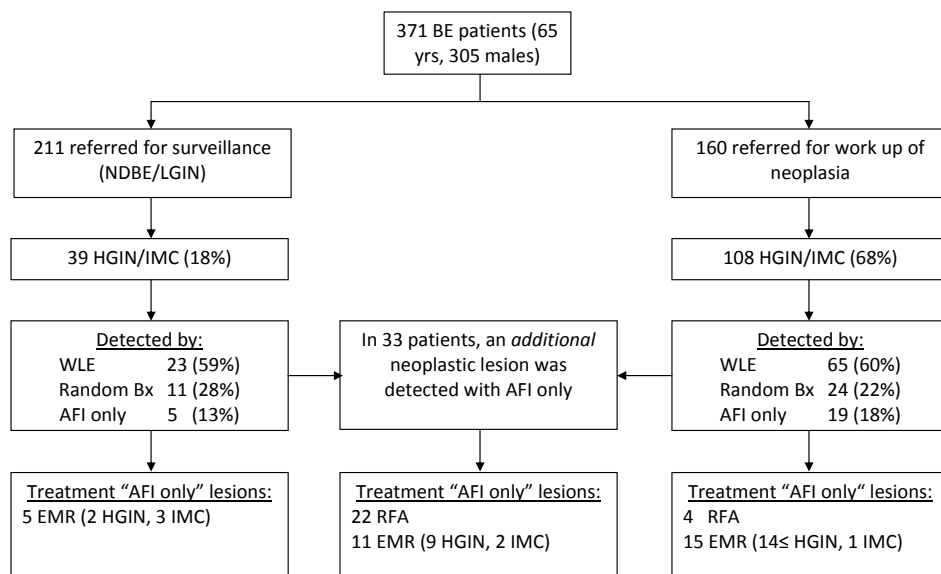 371 BE patients (65
yrs, 305 males)
211 referred for surveillance
(NDBE/LGIN)
160 referred for work up of
neoplasia
39 HGIN/IMC (18%)
108 HGIN/IMC (68%)
Detected by:
WLE 23 (59%)
Random Bx 11 (28%)
AFI only 5 (13%)
In 33 patients, an additional
neoplastic lesion was
detected with AFI only
Detected by:
WLE 65 (60%)
Random Bx 24 (22%)
AFI only 19 (18%)
Treatment “AFI only” lesions:
5 EMR (2 HGIN, 3 IMC)
Treatment “AFI only” lesions:
22 RFA
11 EMR (9 HGIN, 2 IMC)
Treatment “AFI only“ lesions:
4 RFA
15 EMR (14≤ HGIN, 1 IMC)